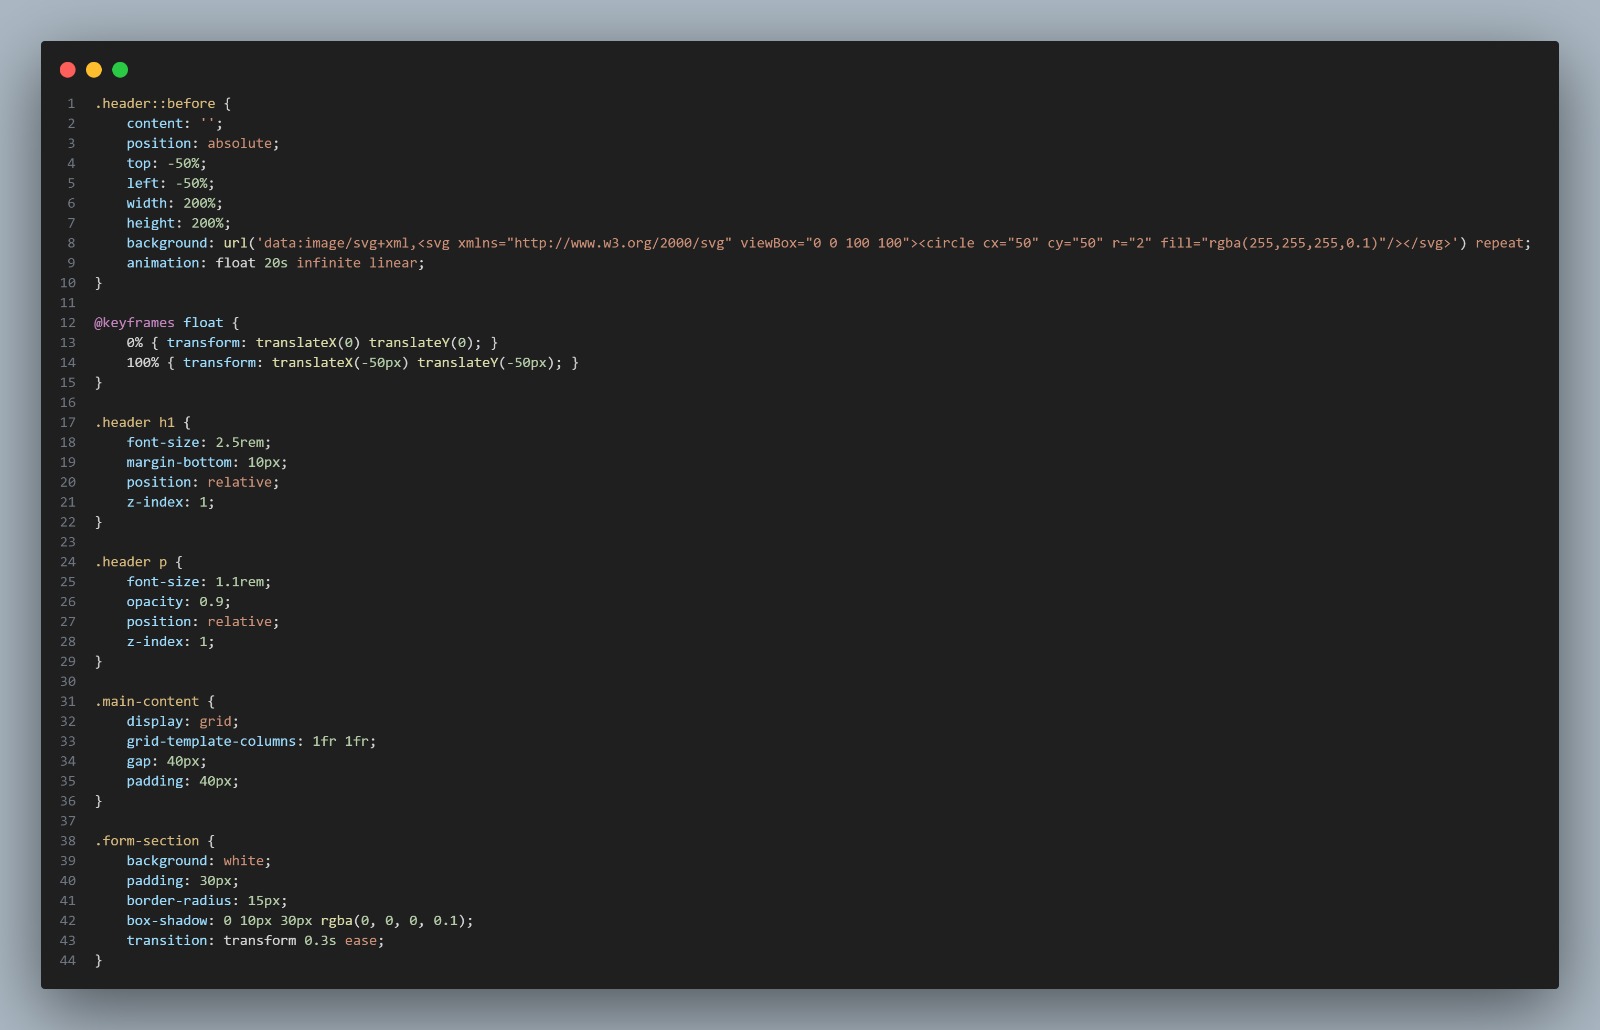 1 .header::before {
2     content: '';
3     position: absolute;
4     top: -50%;
5     left: -50%;
6     width: 200%;
7     height: 200%;
8     background: url('data:image/svg+xml,<svg xmlns="http://www.w3.org/2000/svg" viewBox="0 0 100 100"><circle cx="50" cy="50" r="2" fill="rgba(255,255,255,0.1)"/></svg>') repeat;
9     animation: float 20s infinite linear;
10 }
11
12 @keyframes float {
13     0% { transform: translateX(0) translateY(0); }
14     100% { transform: translateX(-50px) translateY(-50px); }
15 }
16
17 .header h1 {
18     font-size: 2.5rem;
19     margin-bottom: 10px;
20     position: relative;
21     z-index: 1;
22 }
23
24 .header p {
25     font-size: 1.1rem;
26     opacity: 0.9;
27     position: relative;
28     z-index: 1;
29 }
30
31 .main-content {
32     display: grid;
33     grid-template-columns: 1fr 1fr;
34     gap: 40px;
35     padding: 40px;
36 }
37
38 .form-section {
39     background: white;
40     padding: 30px;
41     border-radius: 15px;
42     box-shadow: 0 10px 30px rgba(0, 0, 0, 0.1);
43     transition: transform 0.3s ease;
44 }